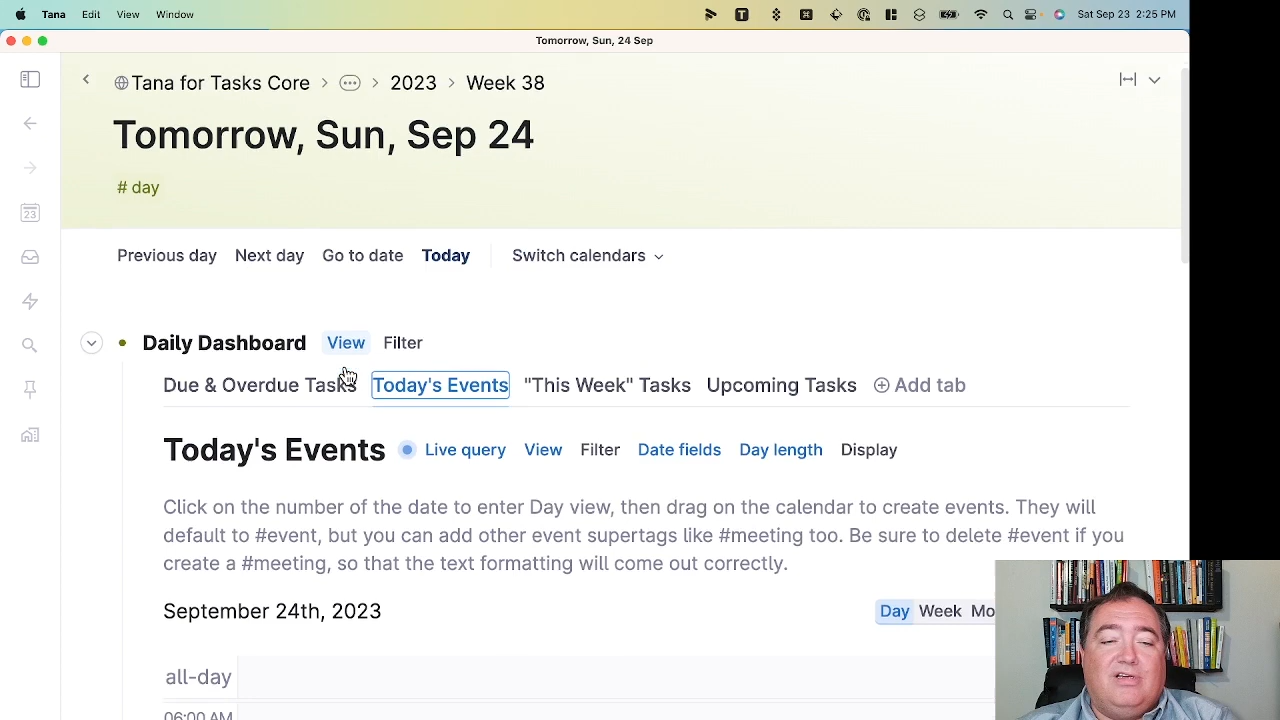 Tana Edit View Window Sat Sep 23 2:25 PM
Tomorrow, Sun, 24 Sep
Tana for Tasks Core > ··· > 2023 > Week 38
Tomorrow, Sun, Sep 24
# day
23
Previous day Next day Go to date Today Switch calendars
Daily Dashboard View Filter
Due & Overdue Tasks Today's Events "This Week" Tasks Upcoming Tasks Add tab
Today's Events Live query View Filter Date fields Day length Display
Click on the number of the date to enter Day view, then drag on the calendar to create events. They will
default to #event, but you can add other event supertags like #meeting too. Be sure to delete #event if you
create a #meeting, so that the text formatting will come out correctly.
September 24th, 2023 Day Week Mo
all-day
06:00 AM